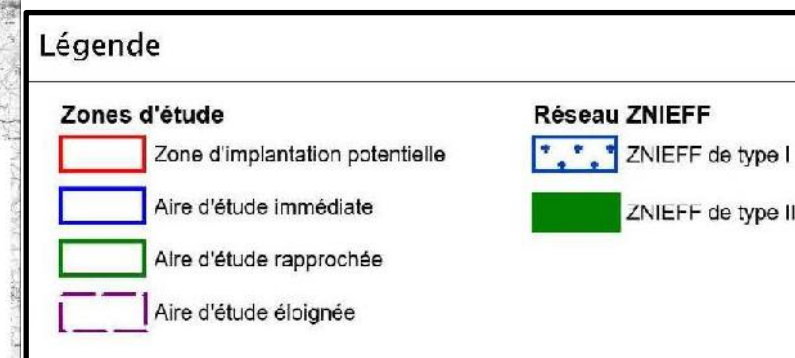 Légende
Zones d'étude
Zone d'implantation potentielle
Aire d'étude immédiate
Aire d'étude rapprochée
Aire d'étude éloignée
Réseau ZNIEFF
ZNIEFF de type I
ZNIEFF de type II